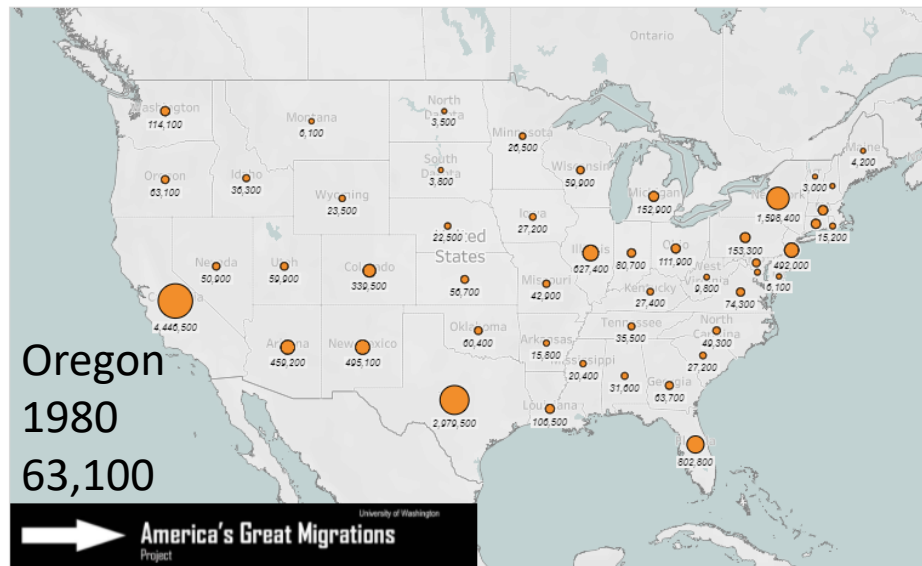 Ontario
Washington
114,100
Montana
6,100
North
Dakota
3,500
Minnesota
26,500
Maine
4,200
Oregon
63,100
Idaho
36,300
South
Dakota
3,800
Wisconsin
59,900
Michigan
152,900
3,000
New York
1,596,400
15,200
Wyoming
23,500
Iowa
27,200
22,500
United
States
Nevada
50,900
Utah
59,900
Colorado
339,500
56,700
Missouri
42,900
Illinois
627,400
80,700
Ohio
111,900
153,300
492,000
West
Virginia
9,800
6,100
74,300
Kentucky
27,400
California
4,446,500
Arizona
459,200
New Mexico
495,100
Oklahoma
60,400
Arkansas
15,800
Tennessee
35,500
North
Carolina
49,300
27,200
Mississippi
20,400
31,600
Georgia
63,700
2,979,500
Louisiana
106,500
802,800
Oregon
1980
63,100
University of Washington
America's Great Migrations
Project